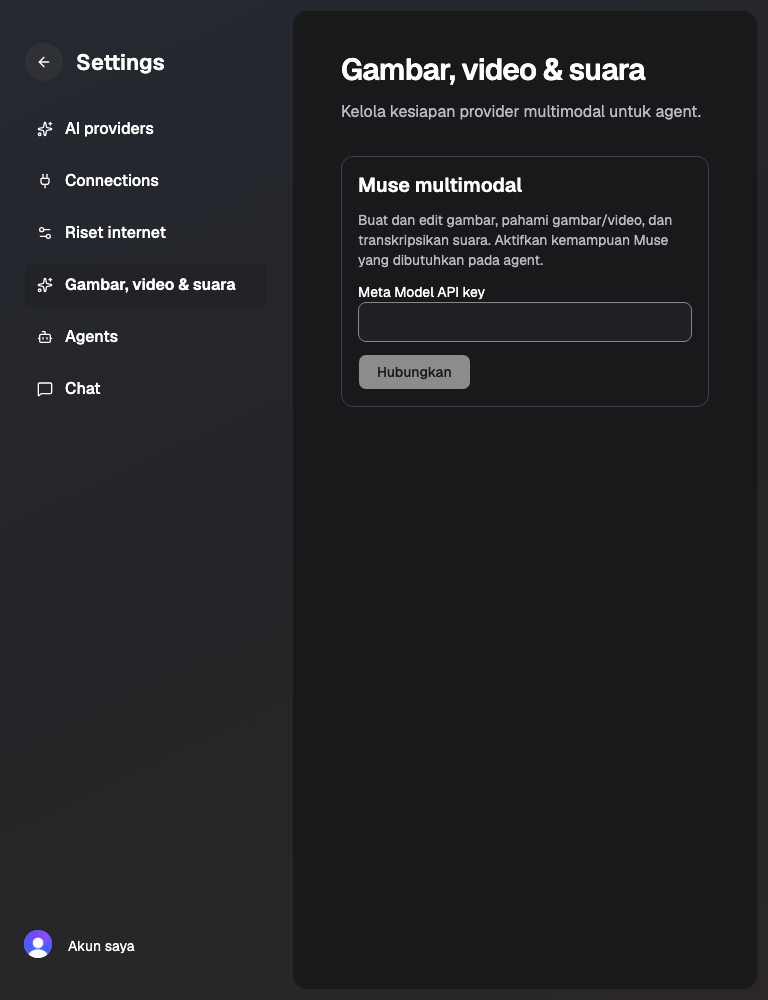 Settings
AI providers
Connections
Riset internet
Gambar, video & suara
Agents
Chat
Akun saya
Gambar, video & suara
Kelola kesiapan provider multimodal untuk agent.
Muse multimodal
Buat dan edit gambar, pahami gambar/video, dan
transkripsikan suara. Aktifkan kemampuan Muse
yang dibutuhkan pada agent.
Meta Model API key
Hubungkan